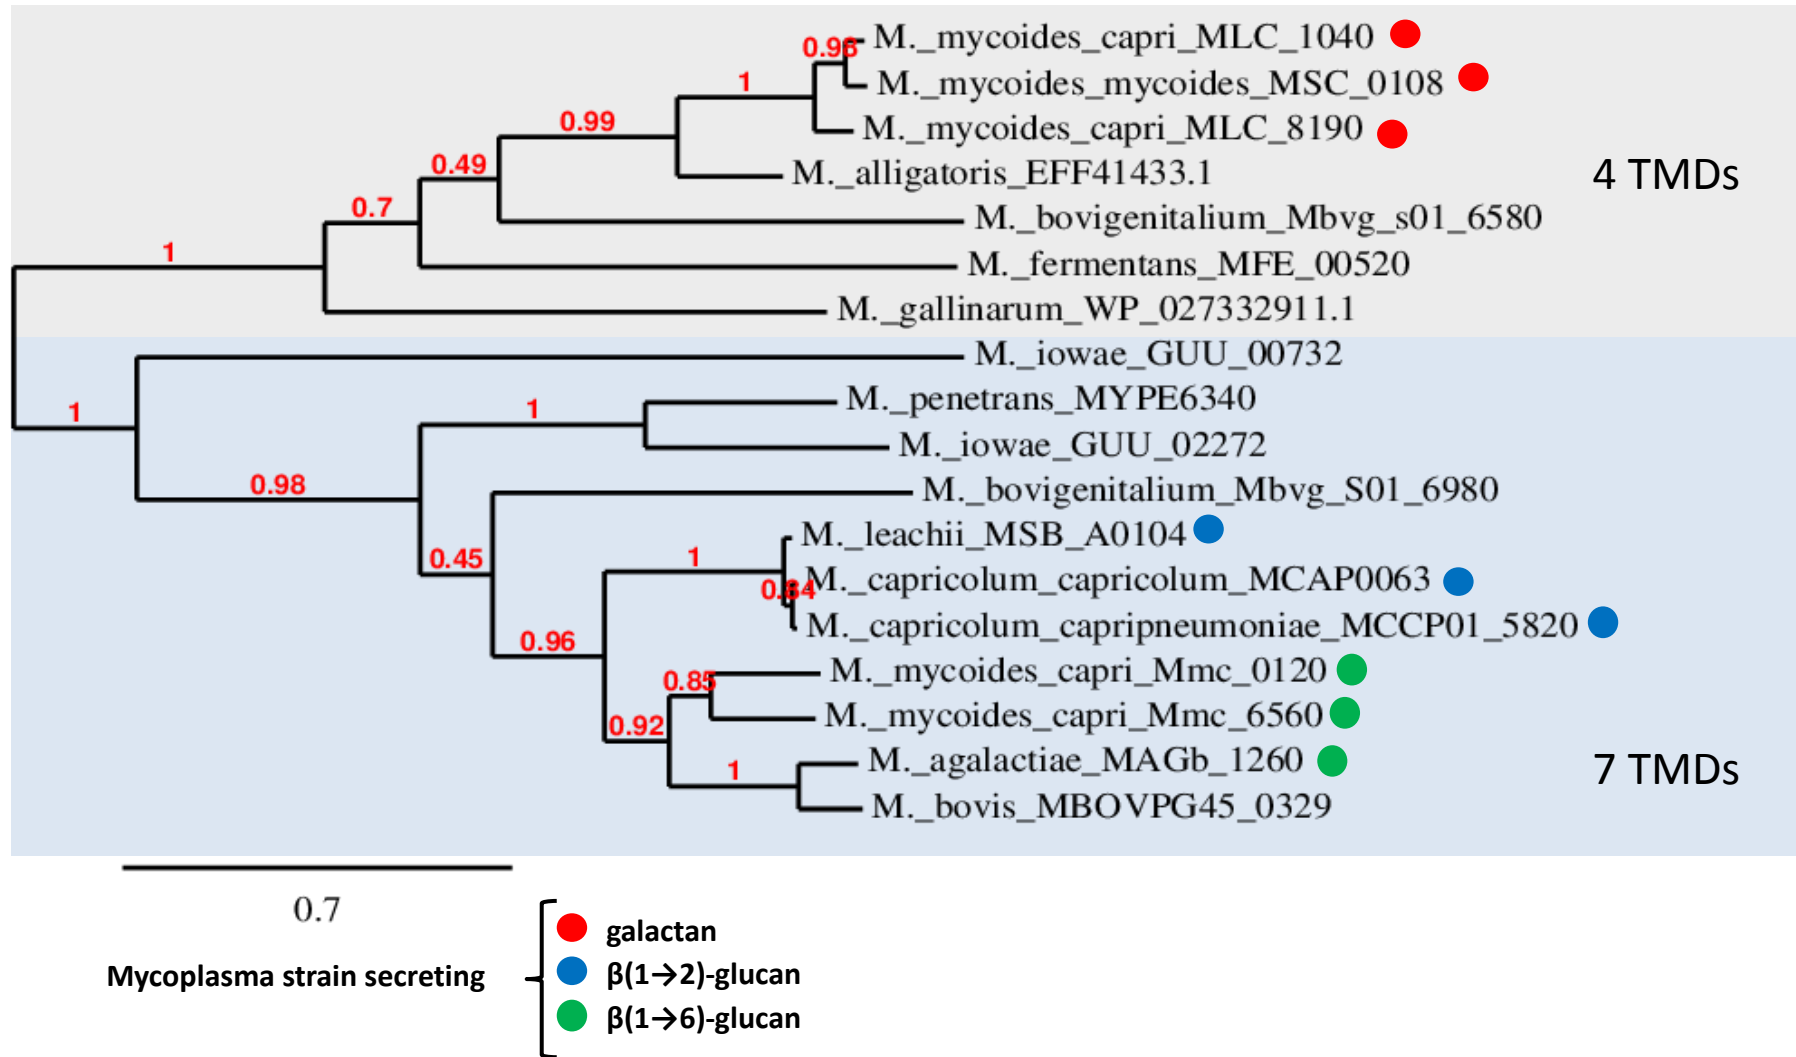 0.98
M._mycoides_capri_MLC_1040
1
M._mycoides_mycoides_MSC_0108
0.99
M._mycoides_capri_MLC_8190
0.49
M._alligatoris_EFF41433.1
4 TMDs
0.7
M._bovigenitalium_Mbvg_s01_6580
1
M._fermentans_MFE_00520
M._gallinarum_WP_027332911.1
M._iowae_GUU_00732
1
1
M._penetrans_MYPE6340
M._iowae_GUU_02272
0.98
M._bovigenitalium_Mbvg_S01_6980
0.45
1
M._leachii_MSB_A0104
0.84
M._capricolum_capricolum_MCAP0063
0.96
M._capricolum_capripneumoniae_MCCP01_5820
0.85
M._mycoides_capri_Mmc_0120
0.92
M._mycoides_capri_Mmc_6560
1
M._agalactiae_MAGb_1260
7 TMDs
M._bovis_MBOVPG45_0329
0.7
Mycoplasma strain secreting
galactan
β(1→2)-glucan
β(1→6)-glucan